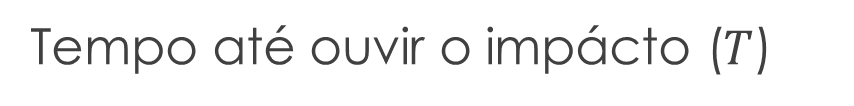 Tempo até ouvir o impácto (T)